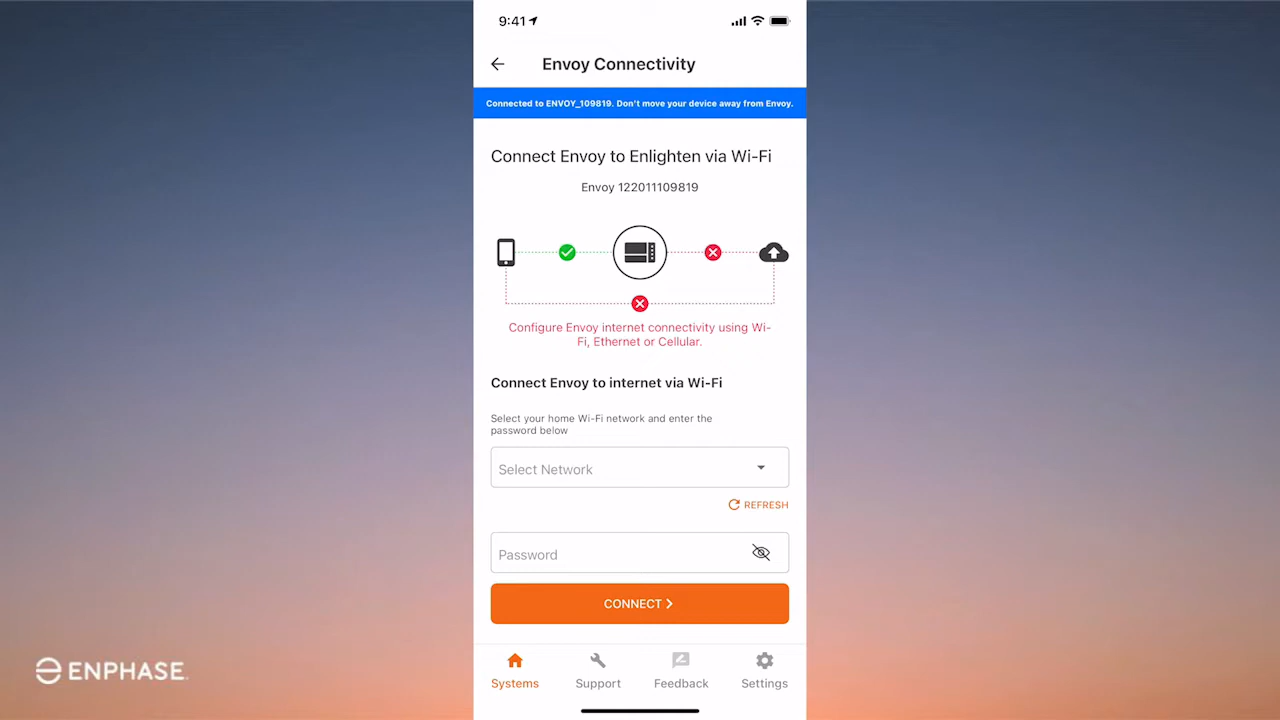 9:41
Envoy Connectivity
Connected to ENVOY_109819. Don't move your device away from Envoy.
Connect Envoy to Enlighten via Wi-Fi
Envoy 122011109819
Configure Envoy internet connectivity using Wi-
Fi, Ethernet or Cellular.
Connect Envoy to internet via Wi-Fi
Select your home Wi-Fi network and enter the
password below
Select Network
REFRESH
Password
CONNECT
Systems
Support
Feedback
Settings
ENPHASE